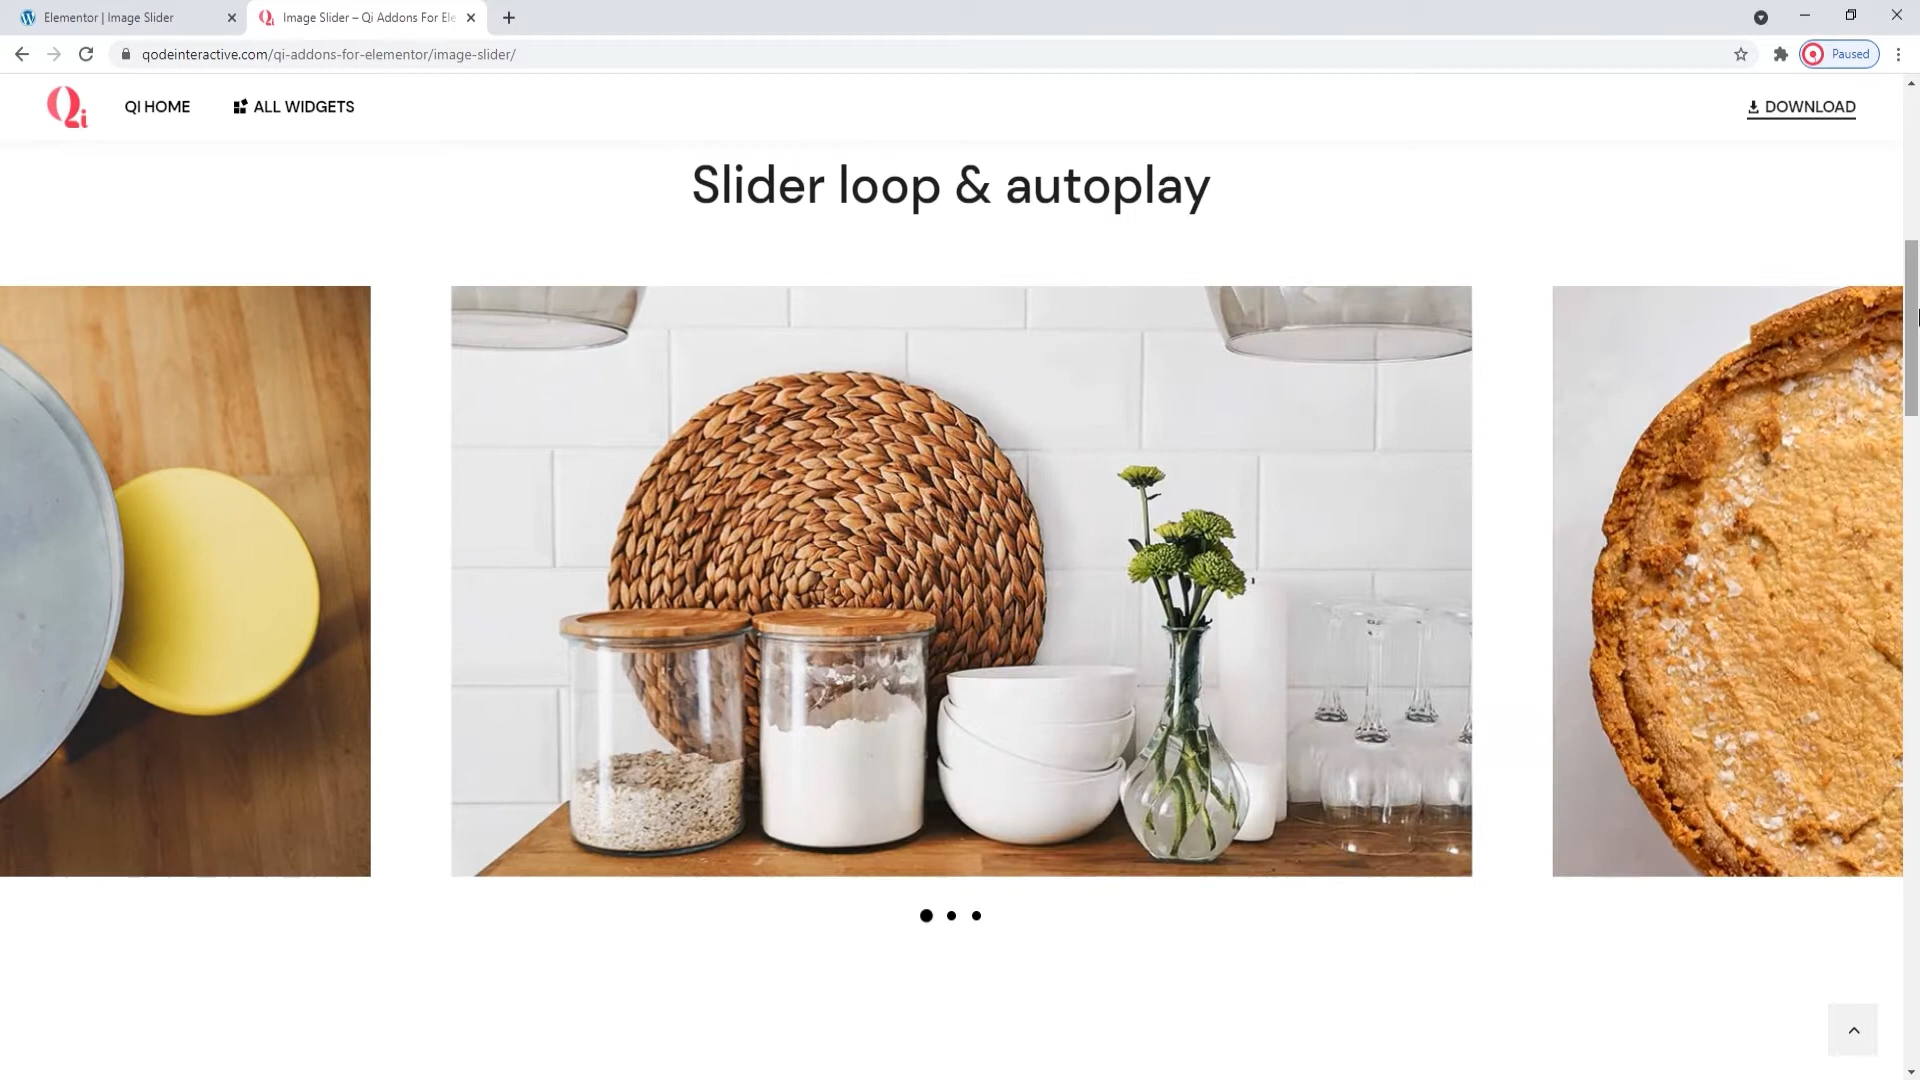 Elementor | Image Slider
Image Slider – Qi Addons For Ele
qodeinteractive.com/qi-addons-for-elementor/image-slider/
Paused
Qi
QI HOME
ALL WIDGETS
DOWNLOAD
Slider loop & autoplay